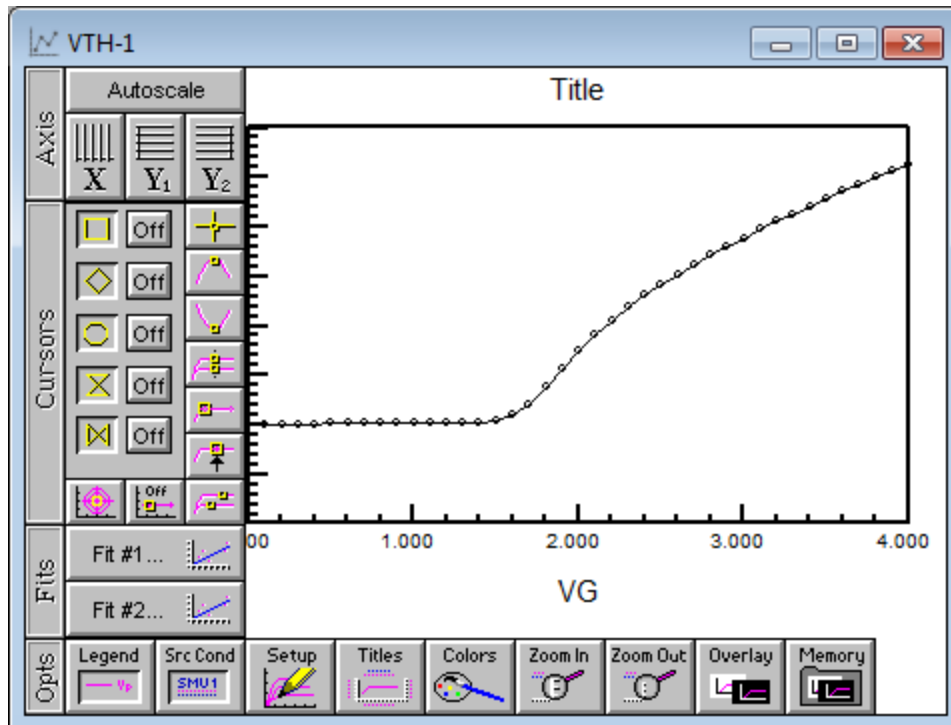 VTH-1
Axis
Autoscale
X
Y1
Y2
Title
Cursors
Off
Off
Off
Off
Off
Off
00
1.000
2.000
3.000
4.000
VG
Fits
Fit #1...
Fit #2...
Opts
Legend
Vp
Src Cond
SMU1
Setup
Titles
Colors
Zoom In
Zoom Out
Overlay
Memory